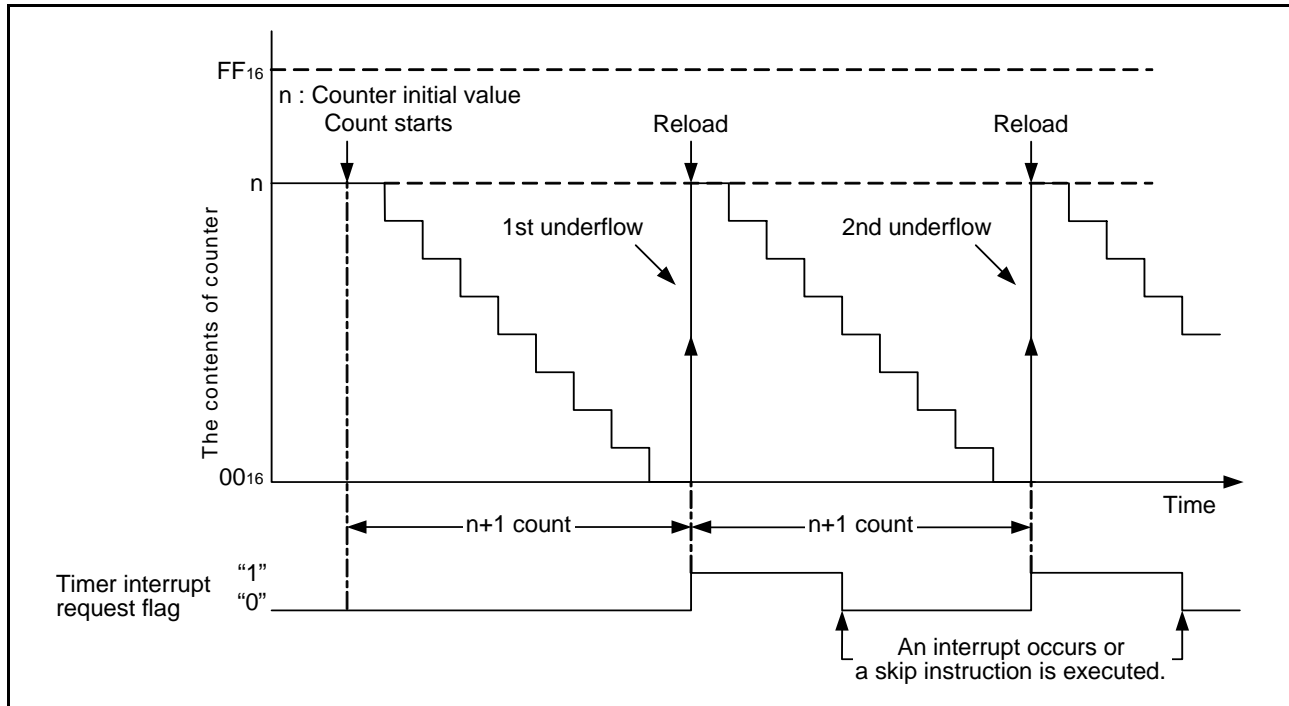 FF16
n : Counter initial value
Count starts
Reload
Reload
n
1st underflow
2nd underflow
The contents of counter
0016
Time
n+1 count
n+1 count
Timer interrupt
request flag
“1”
“0”
An interrupt occurs or
a skip instruction is executed.